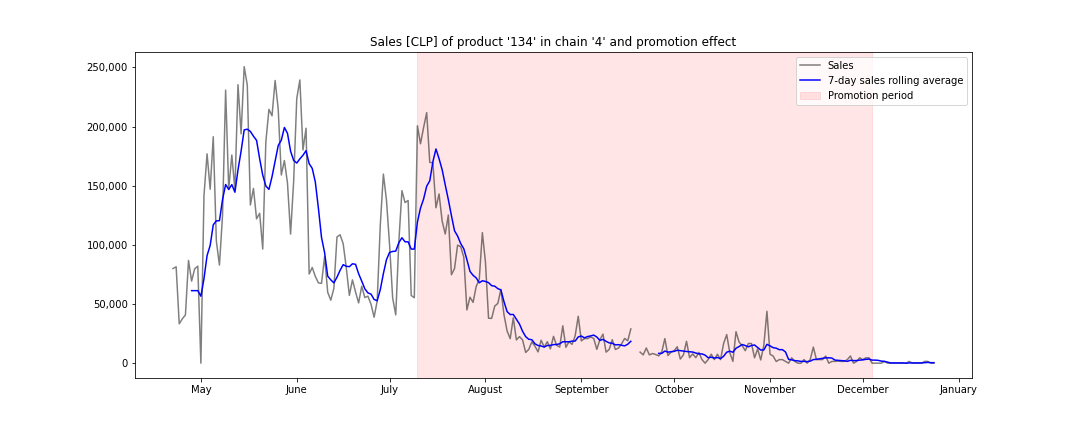 Sales [CLP] of product '134' in chain '4' and promotion effect
Sales
7-day sales rolling average
Promotion period
250,000
200,000
150,000
100,000
50,000
0
May June July August September October November December January